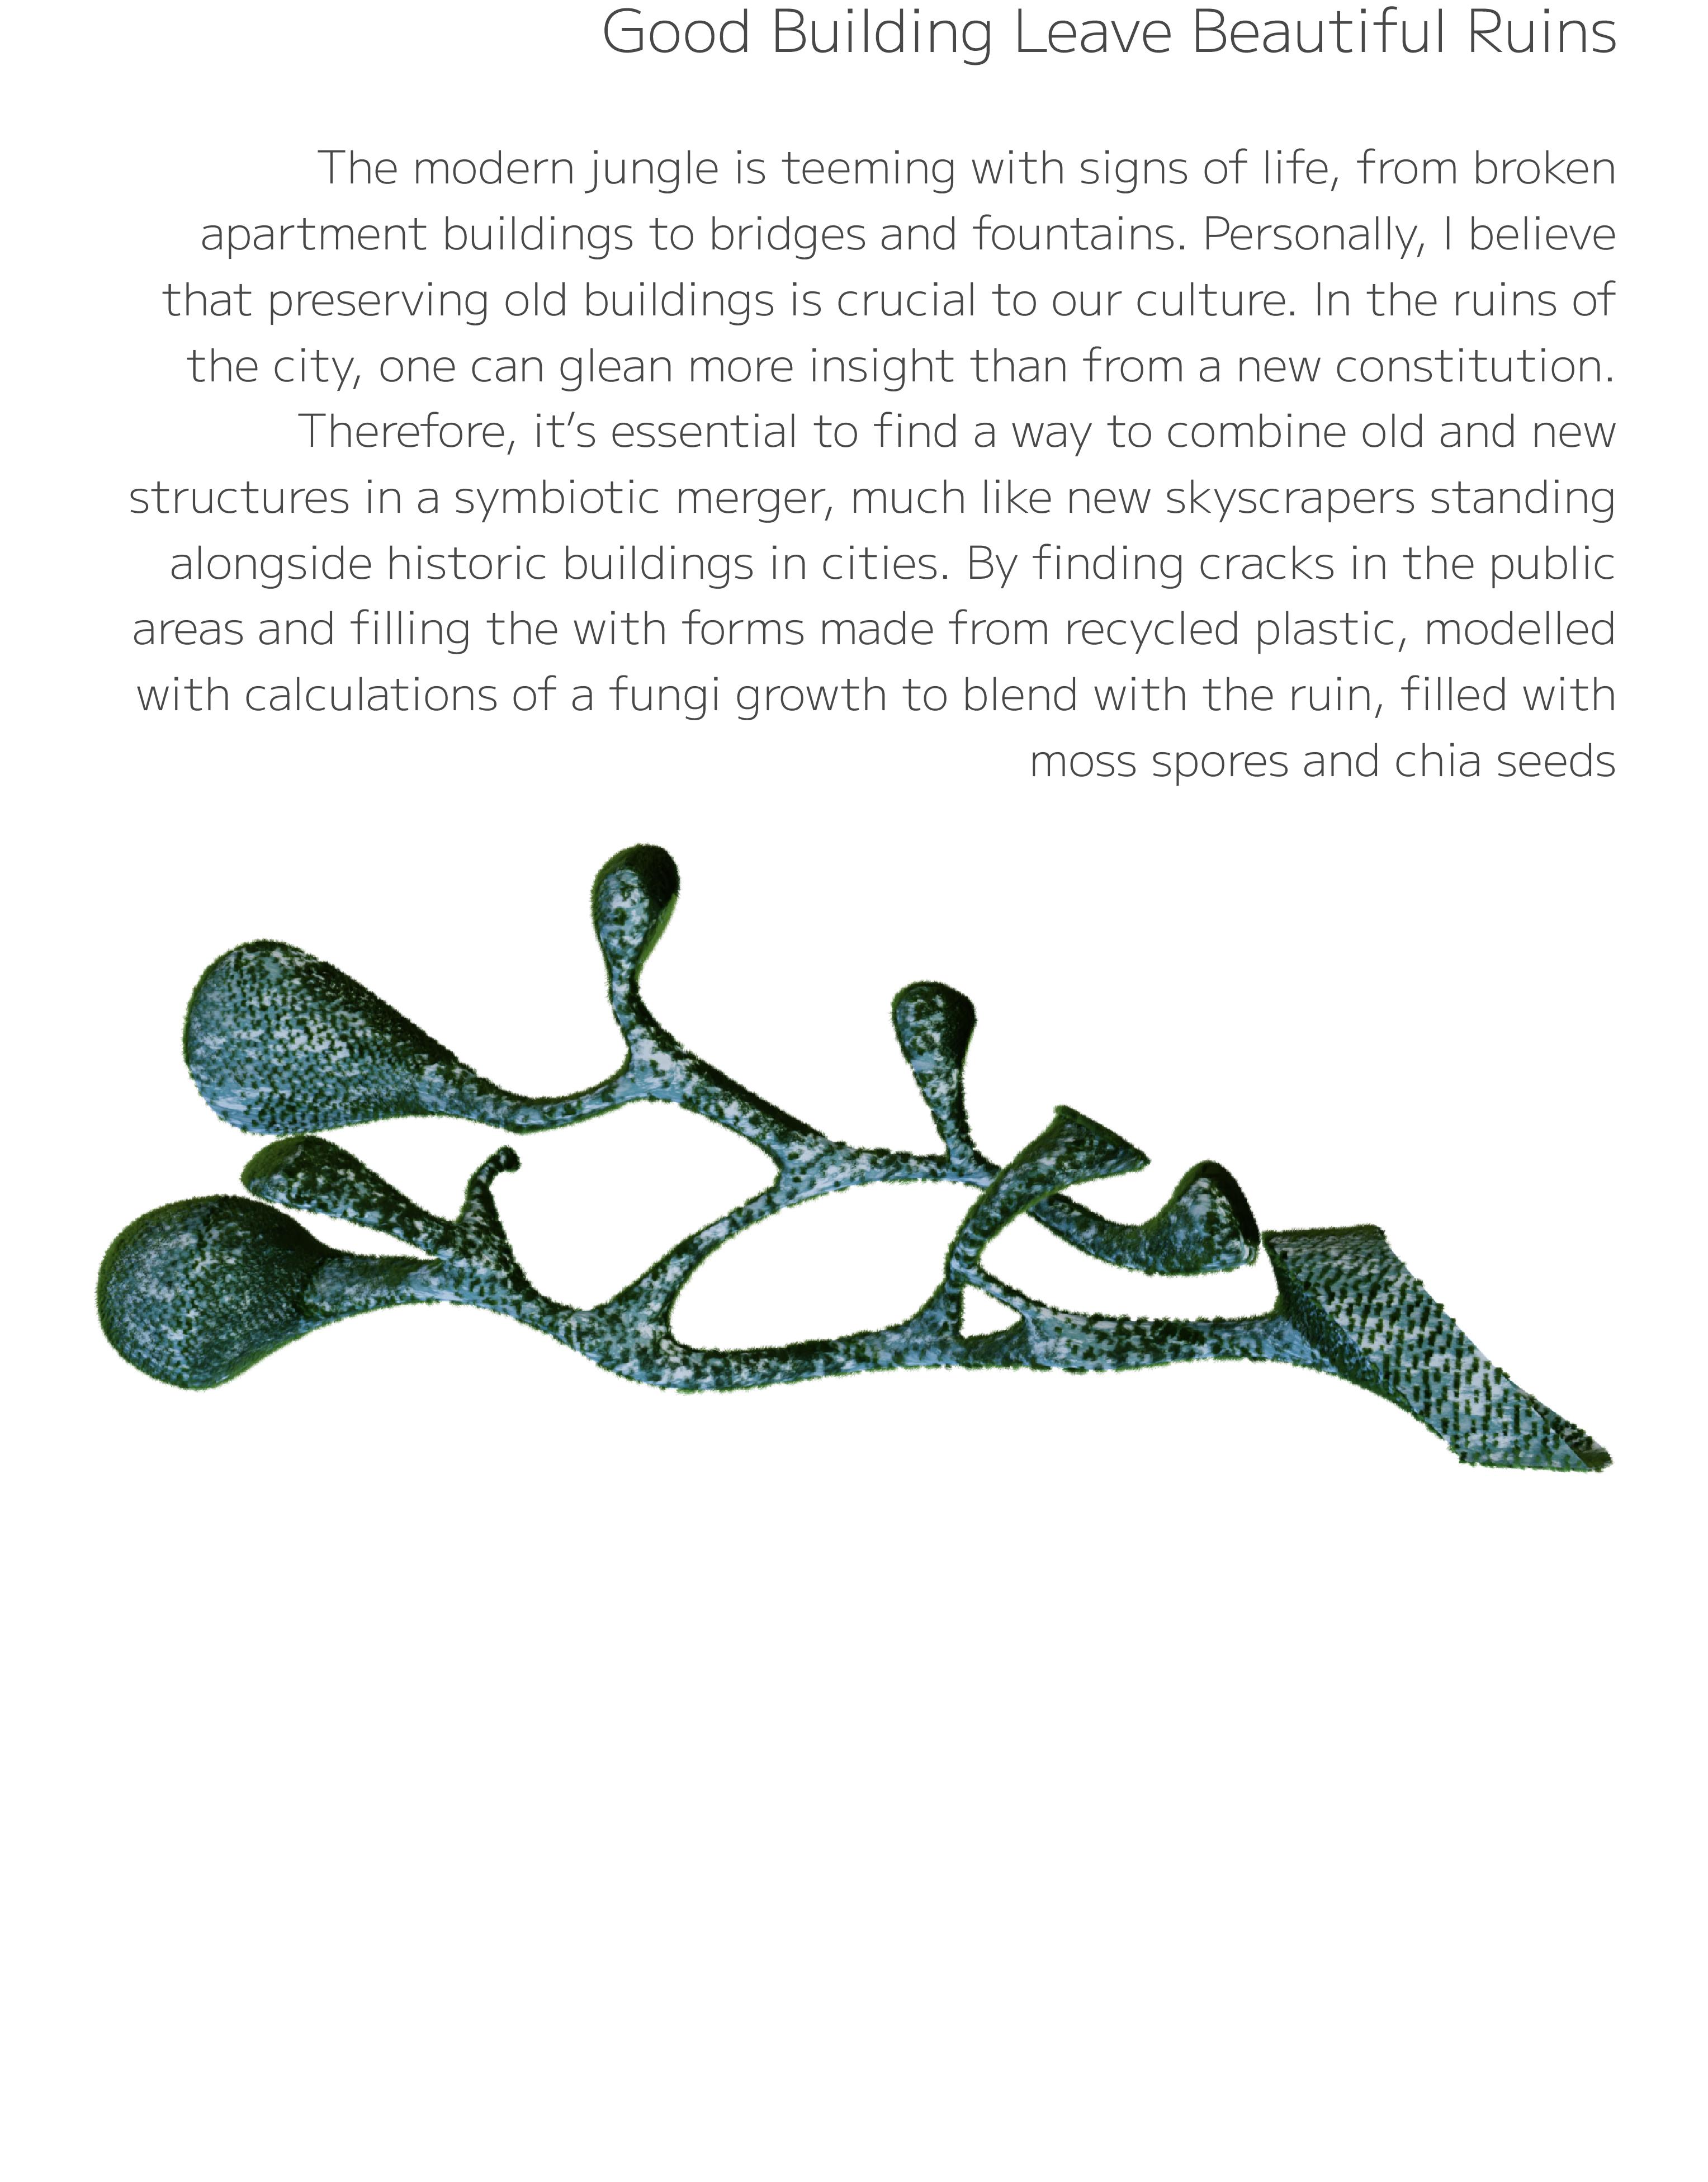 Good Building Leave Beautiful Ruins
The modern jungle is teeming with signs of life, from broken
apartment buildings to bridges and fountains. Personally, I believe
that preserving old buildings is crucial to our culture. In the ruins of
the city, one can glean more insight than from a new constitution.
Therefore, it’s essential to find a way to combine old and new
structures in a symbiotic merger, much like new skyscrapers standing
alongside historic buildings in cities. By finding cracks in the public
areas and filling the with forms made from recycled plastic, modelled
with calculations of a fungi growth to blend with the ruin, filled with
moss spores and chia seeds